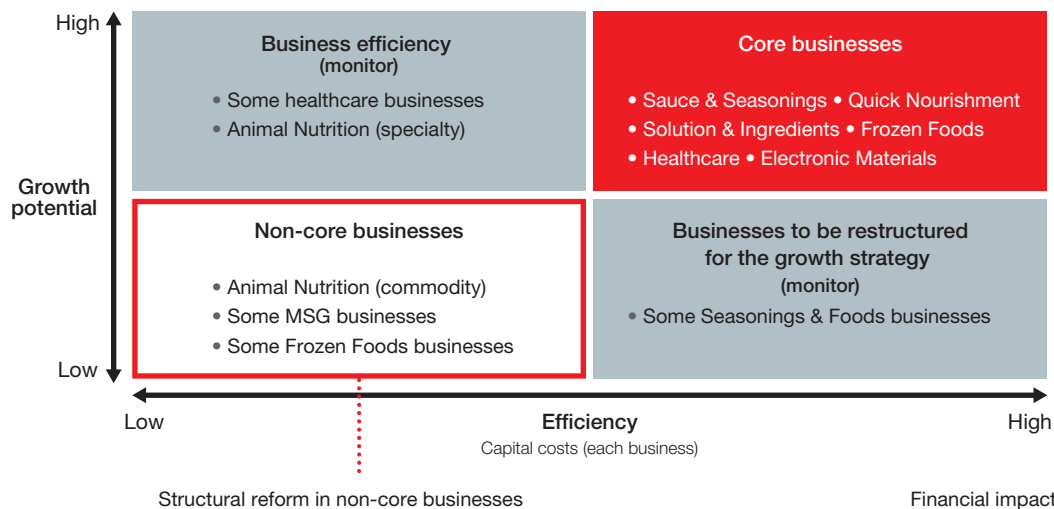 High
Business efficiency
(monitor)
• Some healthcare businesses
• Animal Nutrition (specialty)
Core businesses
• Sauce & Seasonings • Quick Nourishment
• Solution & Ingredients • Frozen Foods
• Healthcare • Electronic Materials
Growth
potential
Non-core businesses
• Animal Nutrition (commodity)
• Some MSG businesses
• Some Frozen Foods businesses
Businesses to be restructured
for the growth strategy
(monitor)
• Some Seasonings & Foods businesses
Low
Low
Efficiency
High
Capital costs (each business)
Structural reform in non-core businesses
Financial impact